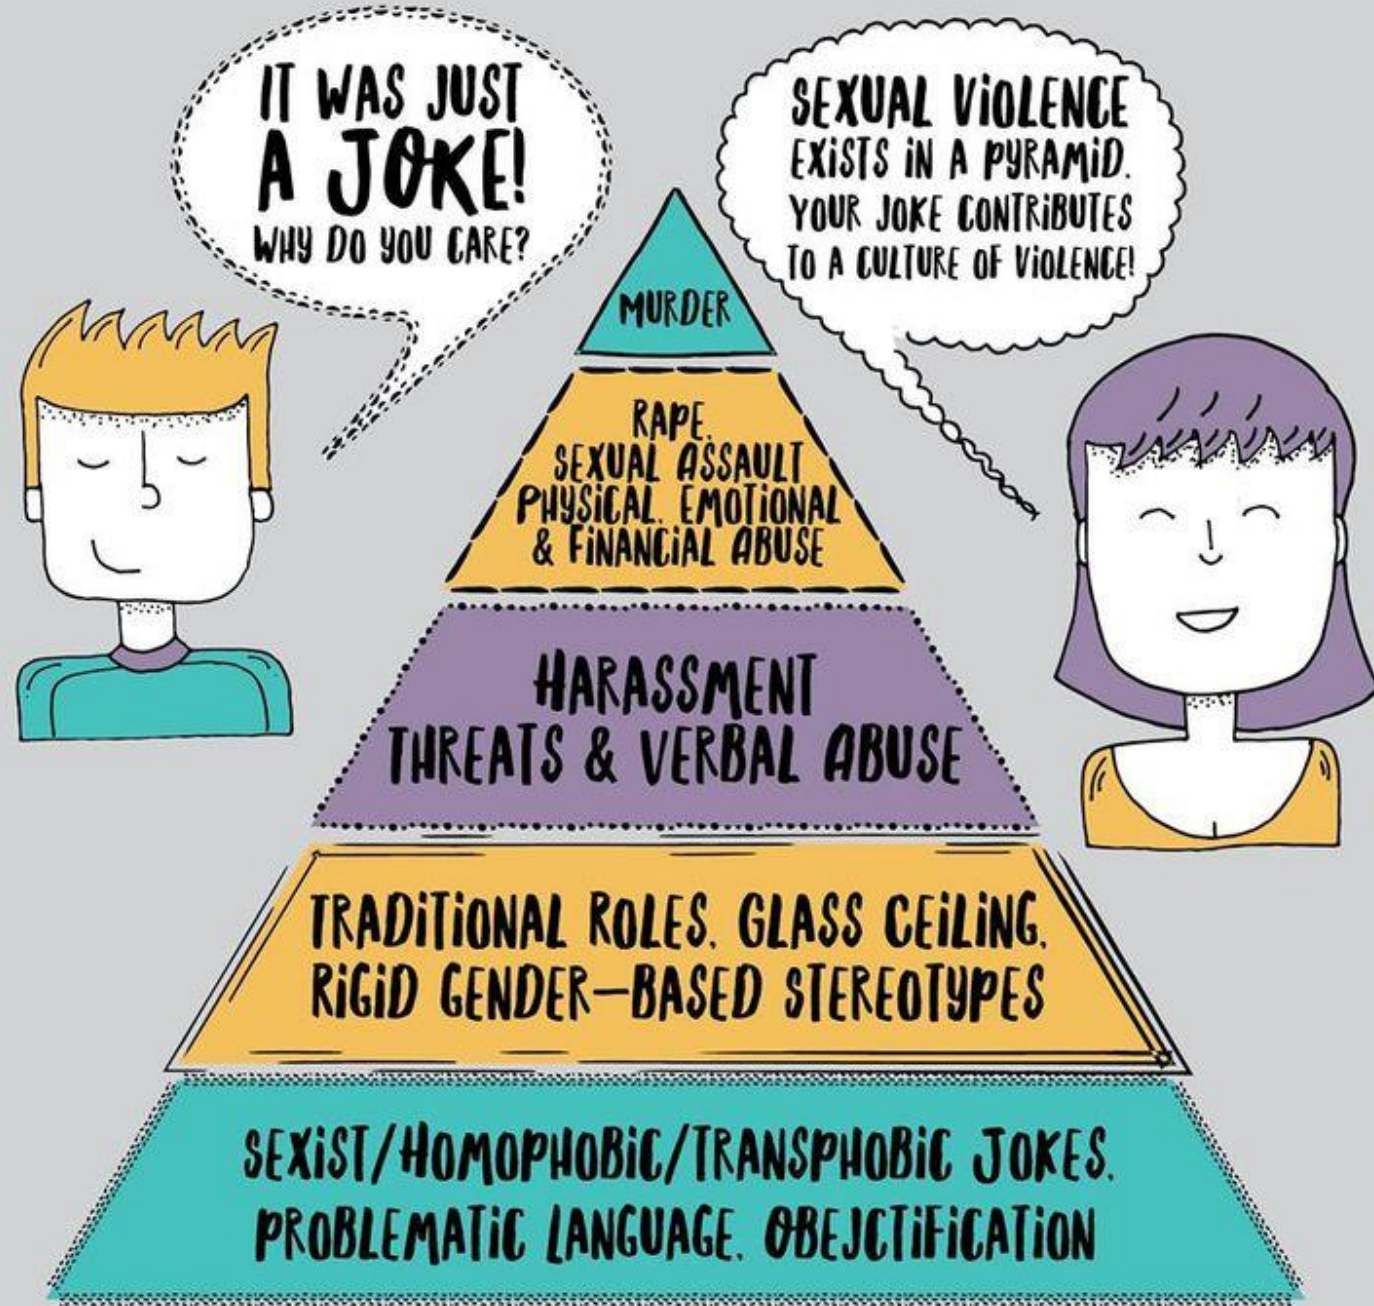 IT WAS JUST
A JOKE!
WHY DO YOU CARE?
SEXUAL ViOLENCE
EXiSTS iN A PYRAMiD.
YOUR JOKE CONTRiBUTES
TO A CULTURE OF ViOLENCE!
MURDER
RAPE,
SEXUAL ASSAULT
PHYSiCAL, EMOTiONAL
& FiNANCiAL ABUSE
HARASSMENT
THREATS & VERBAL ABUSE
TRADiTiONAL ROLES, GLASS CEiLiNG,
RiGiD GENDER-BASED STEREOTYPES
SEXiST/HOMOPHOBiC/TRANSPHOBiC JOKES,
PROBLEMATiC LANGUAGE, OBEJCTiFiCATiON